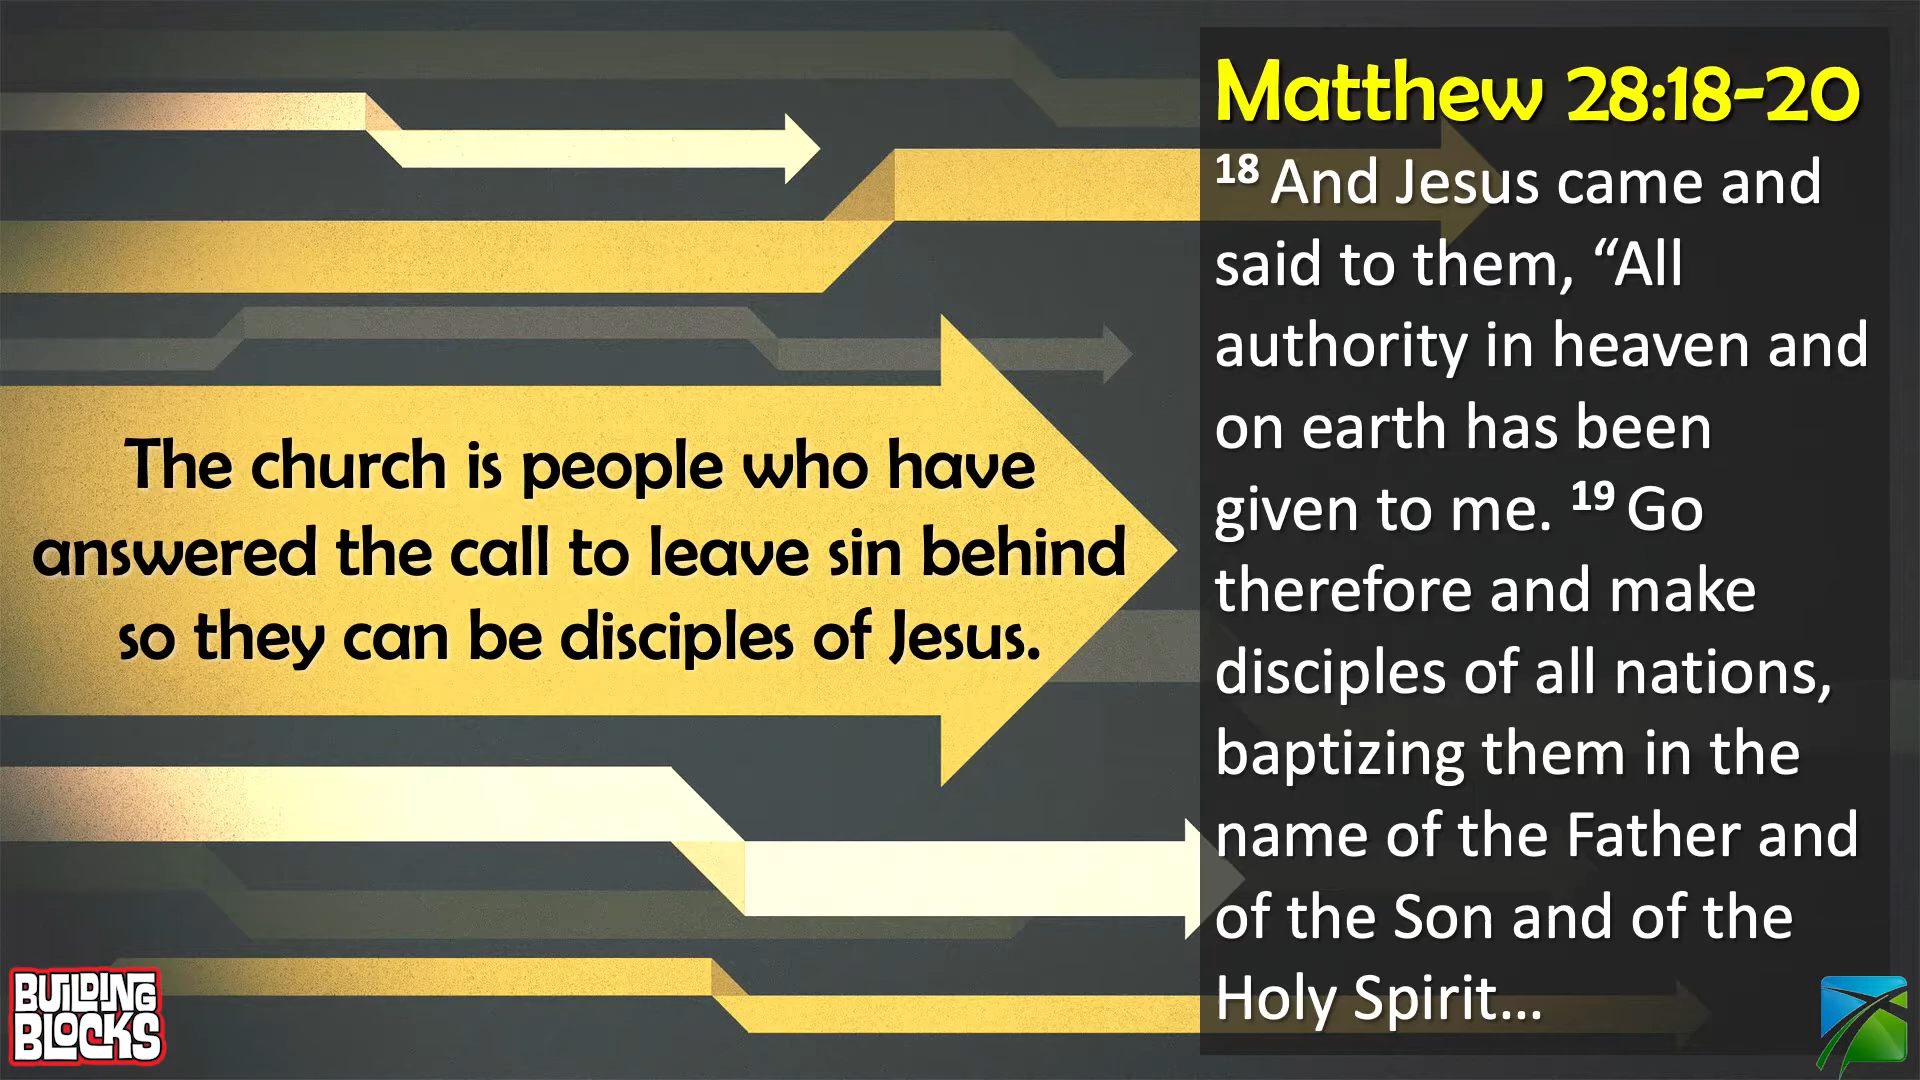 The church is people who have
answered the call to leave sin behind
so they can be disciples of Jesus.
Matthew 28:18-20
18 And Jesus came and
said to them, “All
authority in heaven and
on earth has been
given to me. 19 Go
therefore and make
disciples of all nations,
baptizing them in the
name of the Father and
of the Son and of the
Holy Spirit...
BUILDING
BLOCKS